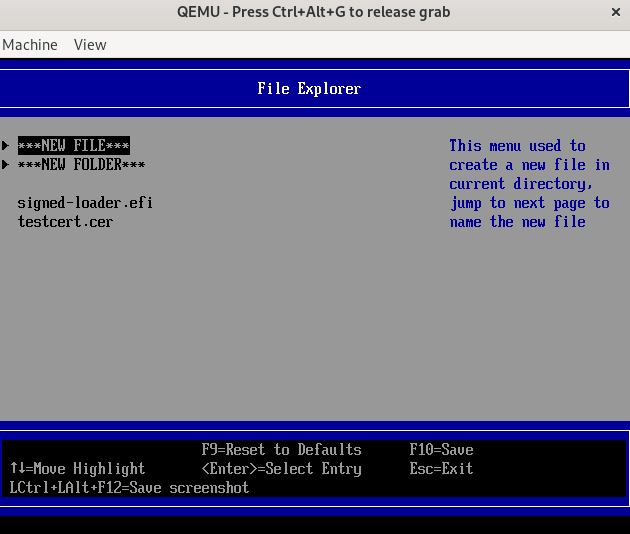 QEMU - Press Ctrl+Alt+G to release grab ×
Machine View
File Explorer
***NEW FILE***
***NEW FOLDER***
signed-loader.efi
testcert.cer
This menu used to
create a new file in
current directory,
jump to next page to
name the new file
F9=Reset to Defaults F10=Save
↑↓=Move Highlight <Enter>=Select Entry Esc=Exit
LCtrl+LAlt+F12=Save screenshot